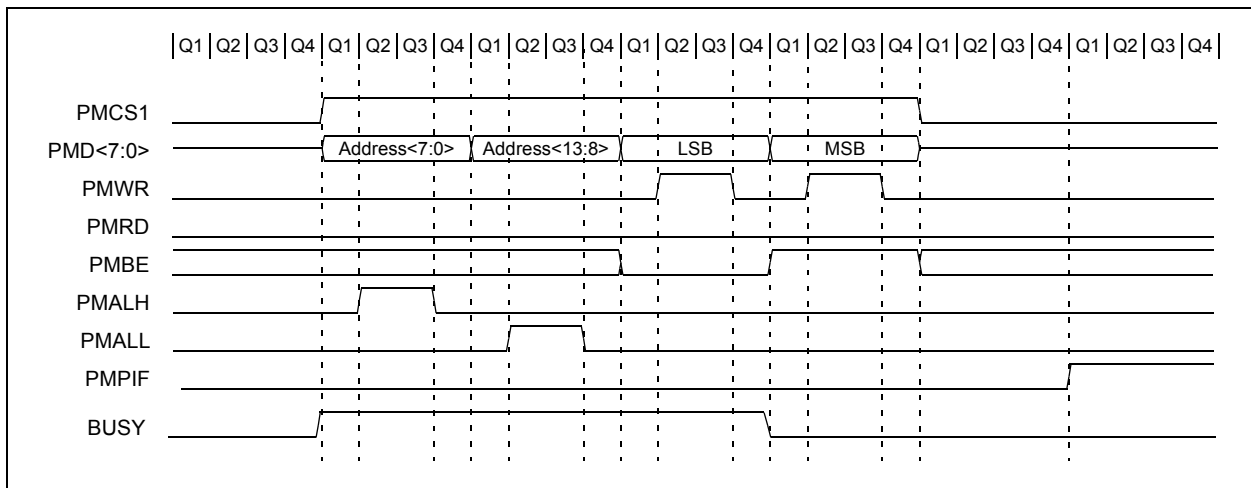 Q1 Q2 Q3 Q4 Q1 Q2 Q3 Q4 Q1 Q2 Q3 Q4 Q1 Q2 Q3 Q4 Q1 Q2 Q3 Q4 Q1 Q2 Q3 Q4 Q1 Q2 Q3 Q4
PMCS1
PMD<7:0> Address<7:0> Address<13:8> LSB MSB
PMWR
PMRD
PMBE
PMALH
PMALL
PMPIF
BUSY